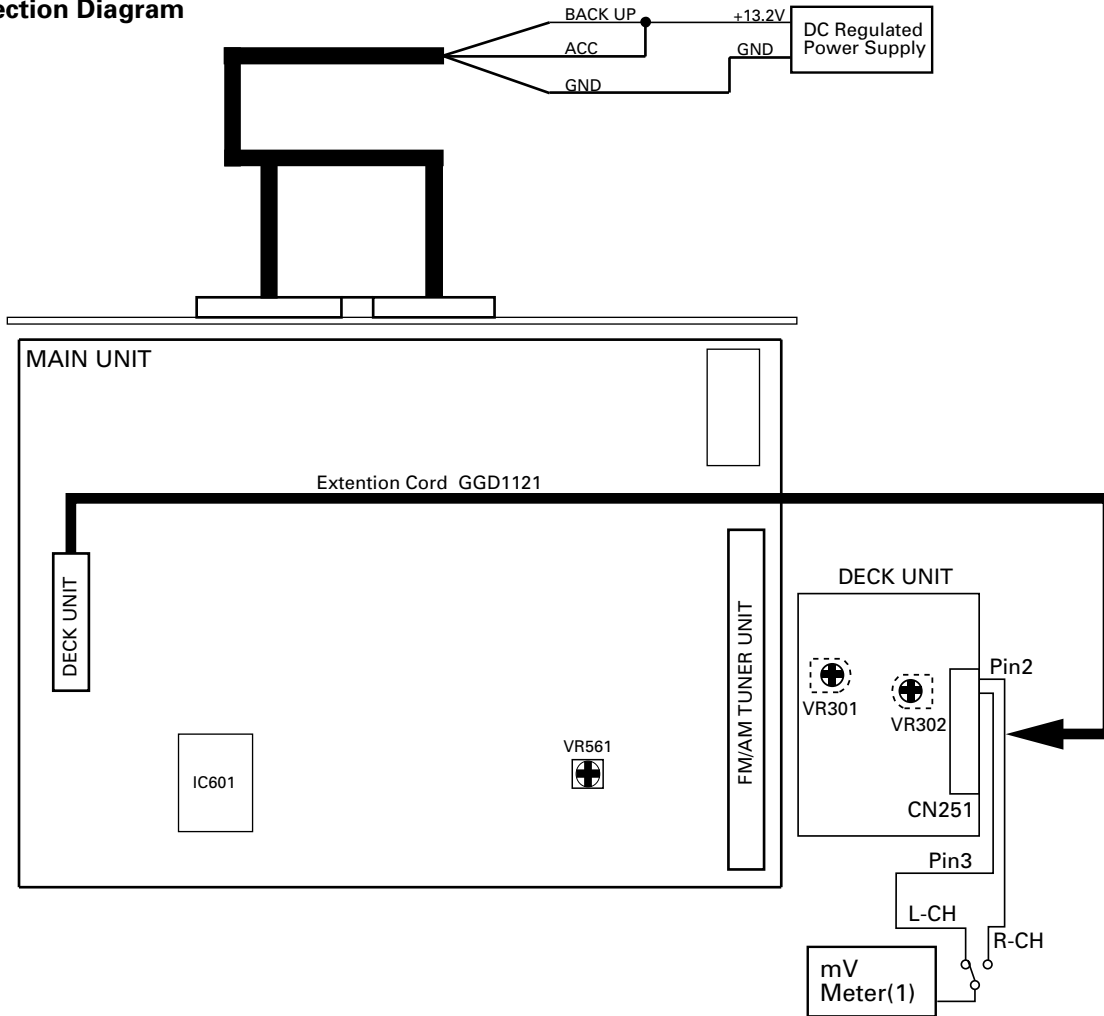 ection Diagram
BACK UP
+13.2V
DC Regulated
Power Supply
ACC
GND
GND
MAIN UNIT
Extention Cord GGD1121
DECK UNIT
FM/AM TUNER UNIT
DECK UNIT
Pin2
VR301
VR302
VR561
IC601
CN251
Pin3
L-CH
R-CH
mV
Meter(1)